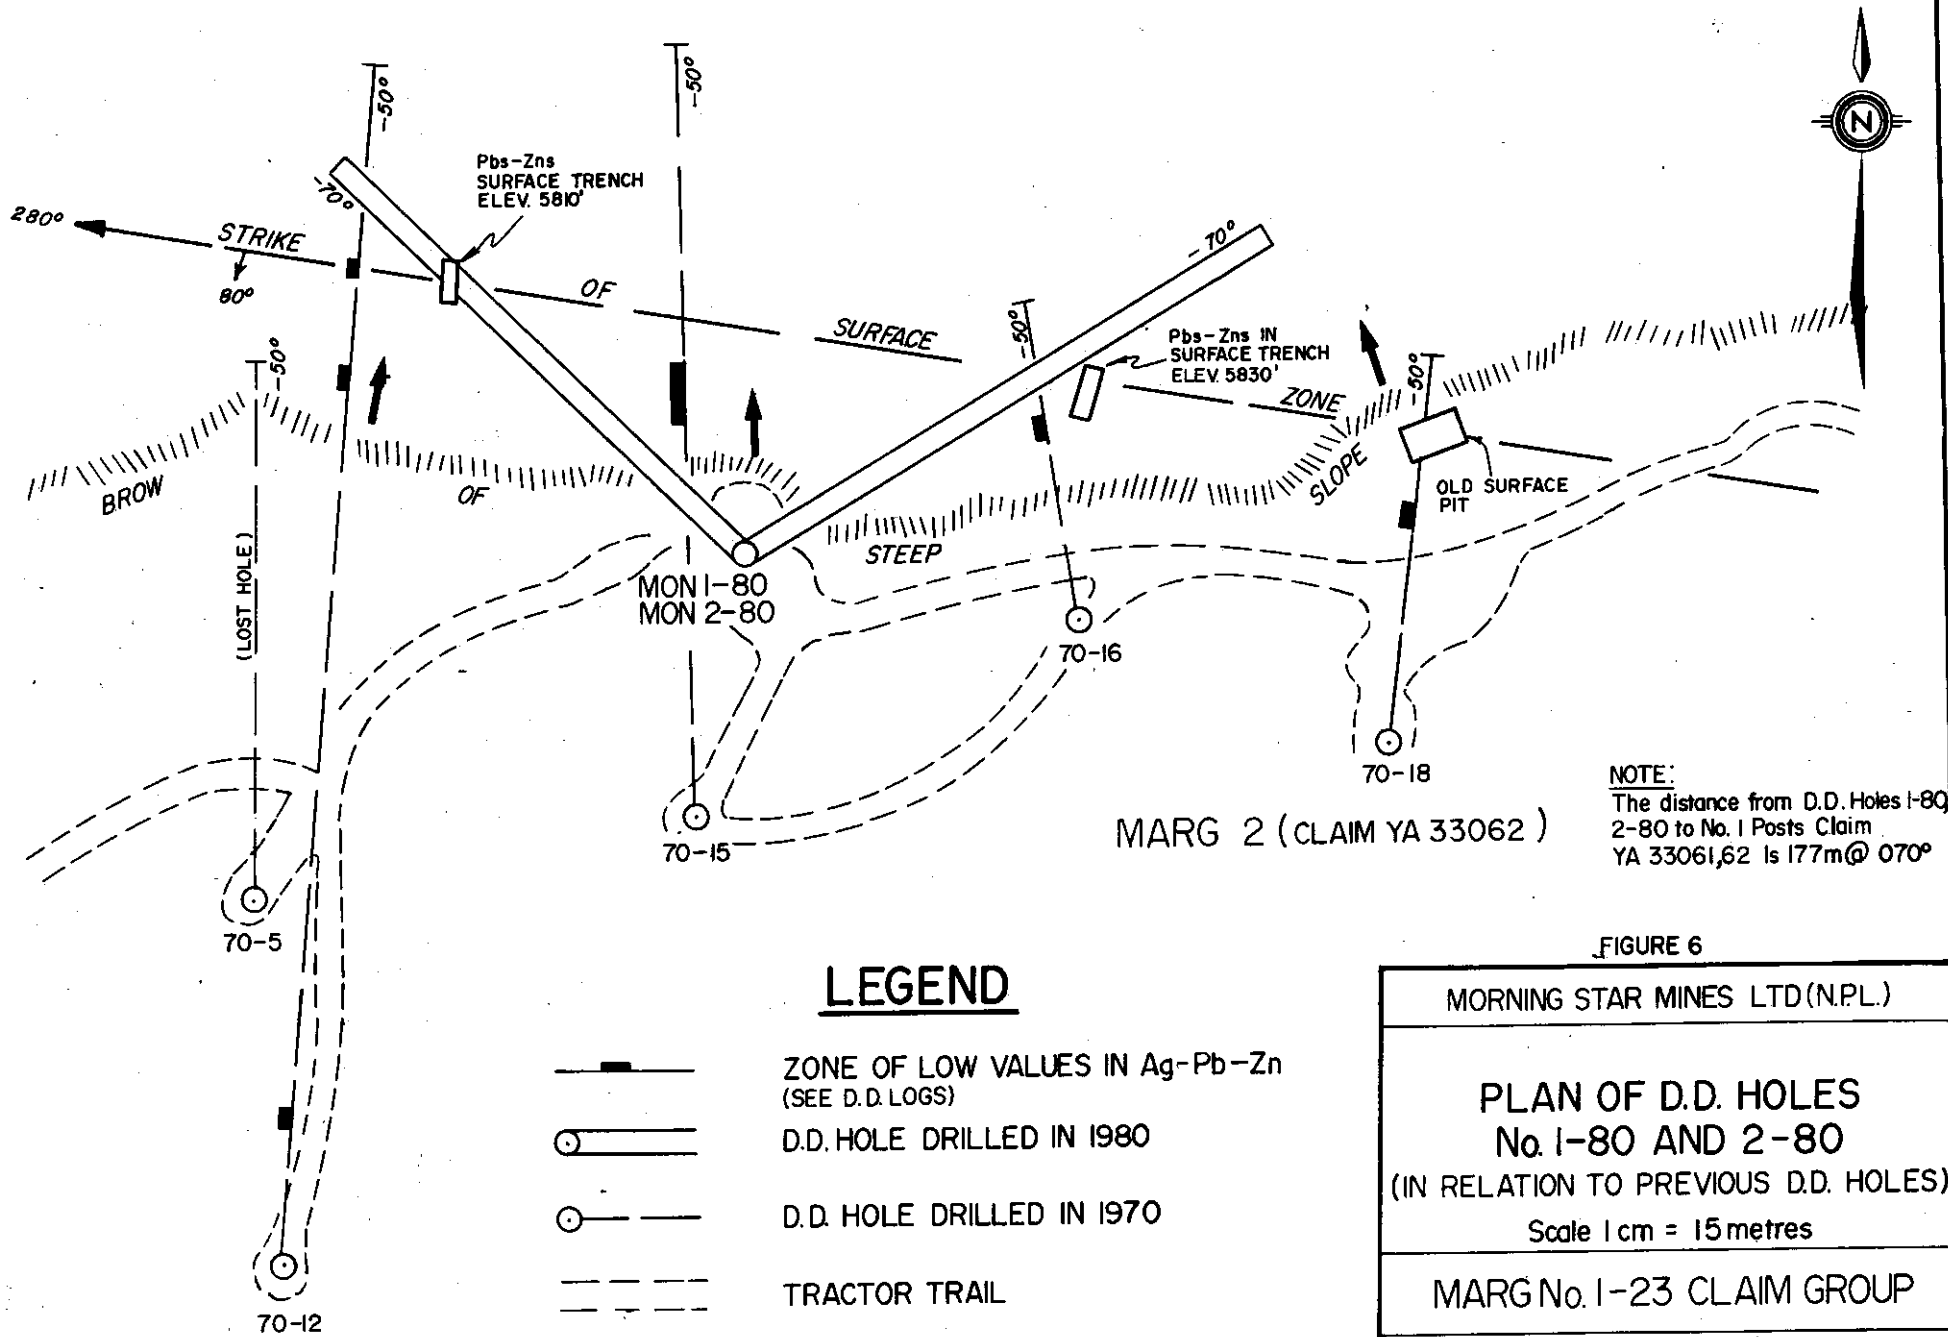 N
-50°
-50°
-70°
Pbs-Zns
SURFACE TRENCH
ELEV. 5810'
280°
STRIKE
80°
OF
SURFACE
ZONE
-70°
-50°
-50°
-50°
Pbs-Zns IN
SURFACE TRENCH
ELEV. 5830'
BROW
OF
STEEP
SLOPE
OLD SURFACE
PIT
(LOST HOLE)
MON 1-80
MON 2-80
70-16
70-18
70-15
70-5
70-12
MARG 2 (CLAIM YA 33062)
NOTE:
The distance from D.D. Holes 1-80,
2-80 to No. 1 Posts Claim
YA 33061,62 Is 177m @ 070°
LEGEND
ZONE OF LOW VALUES IN Ag-Pb-Zn
(SEE D.D. LOGS)
D.D. HOLE DRILLED IN 1980
D.D. HOLE DRILLED IN 1970
TRACTOR TRAIL
FIGURE 6
MORNING STAR MINES LTD (N.P.L.)
PLAN OF D.D. HOLES
No. 1-80 AND 2-80
(IN RELATION TO PREVIOUS D.D. HOLES)
Scale 1 cm = 15 metres
MARG No. 1-23 CLAIM GROUP